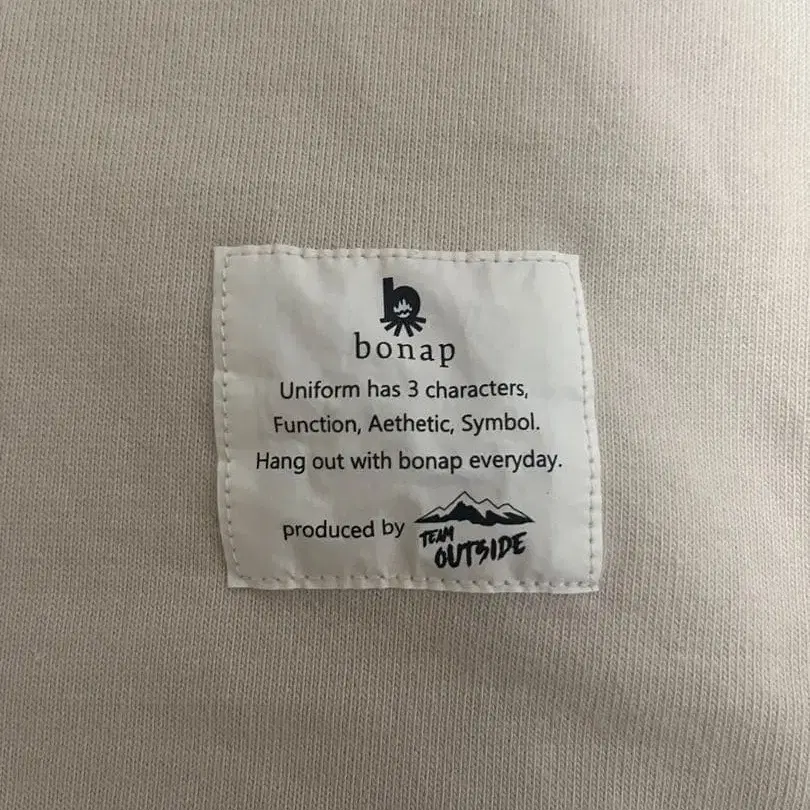 b
bonap
Uniform has 3 characters,
Function, Aethetic, Symbol.
Hang out with bonap everyday.
produced by TEAM
OUTSIDE